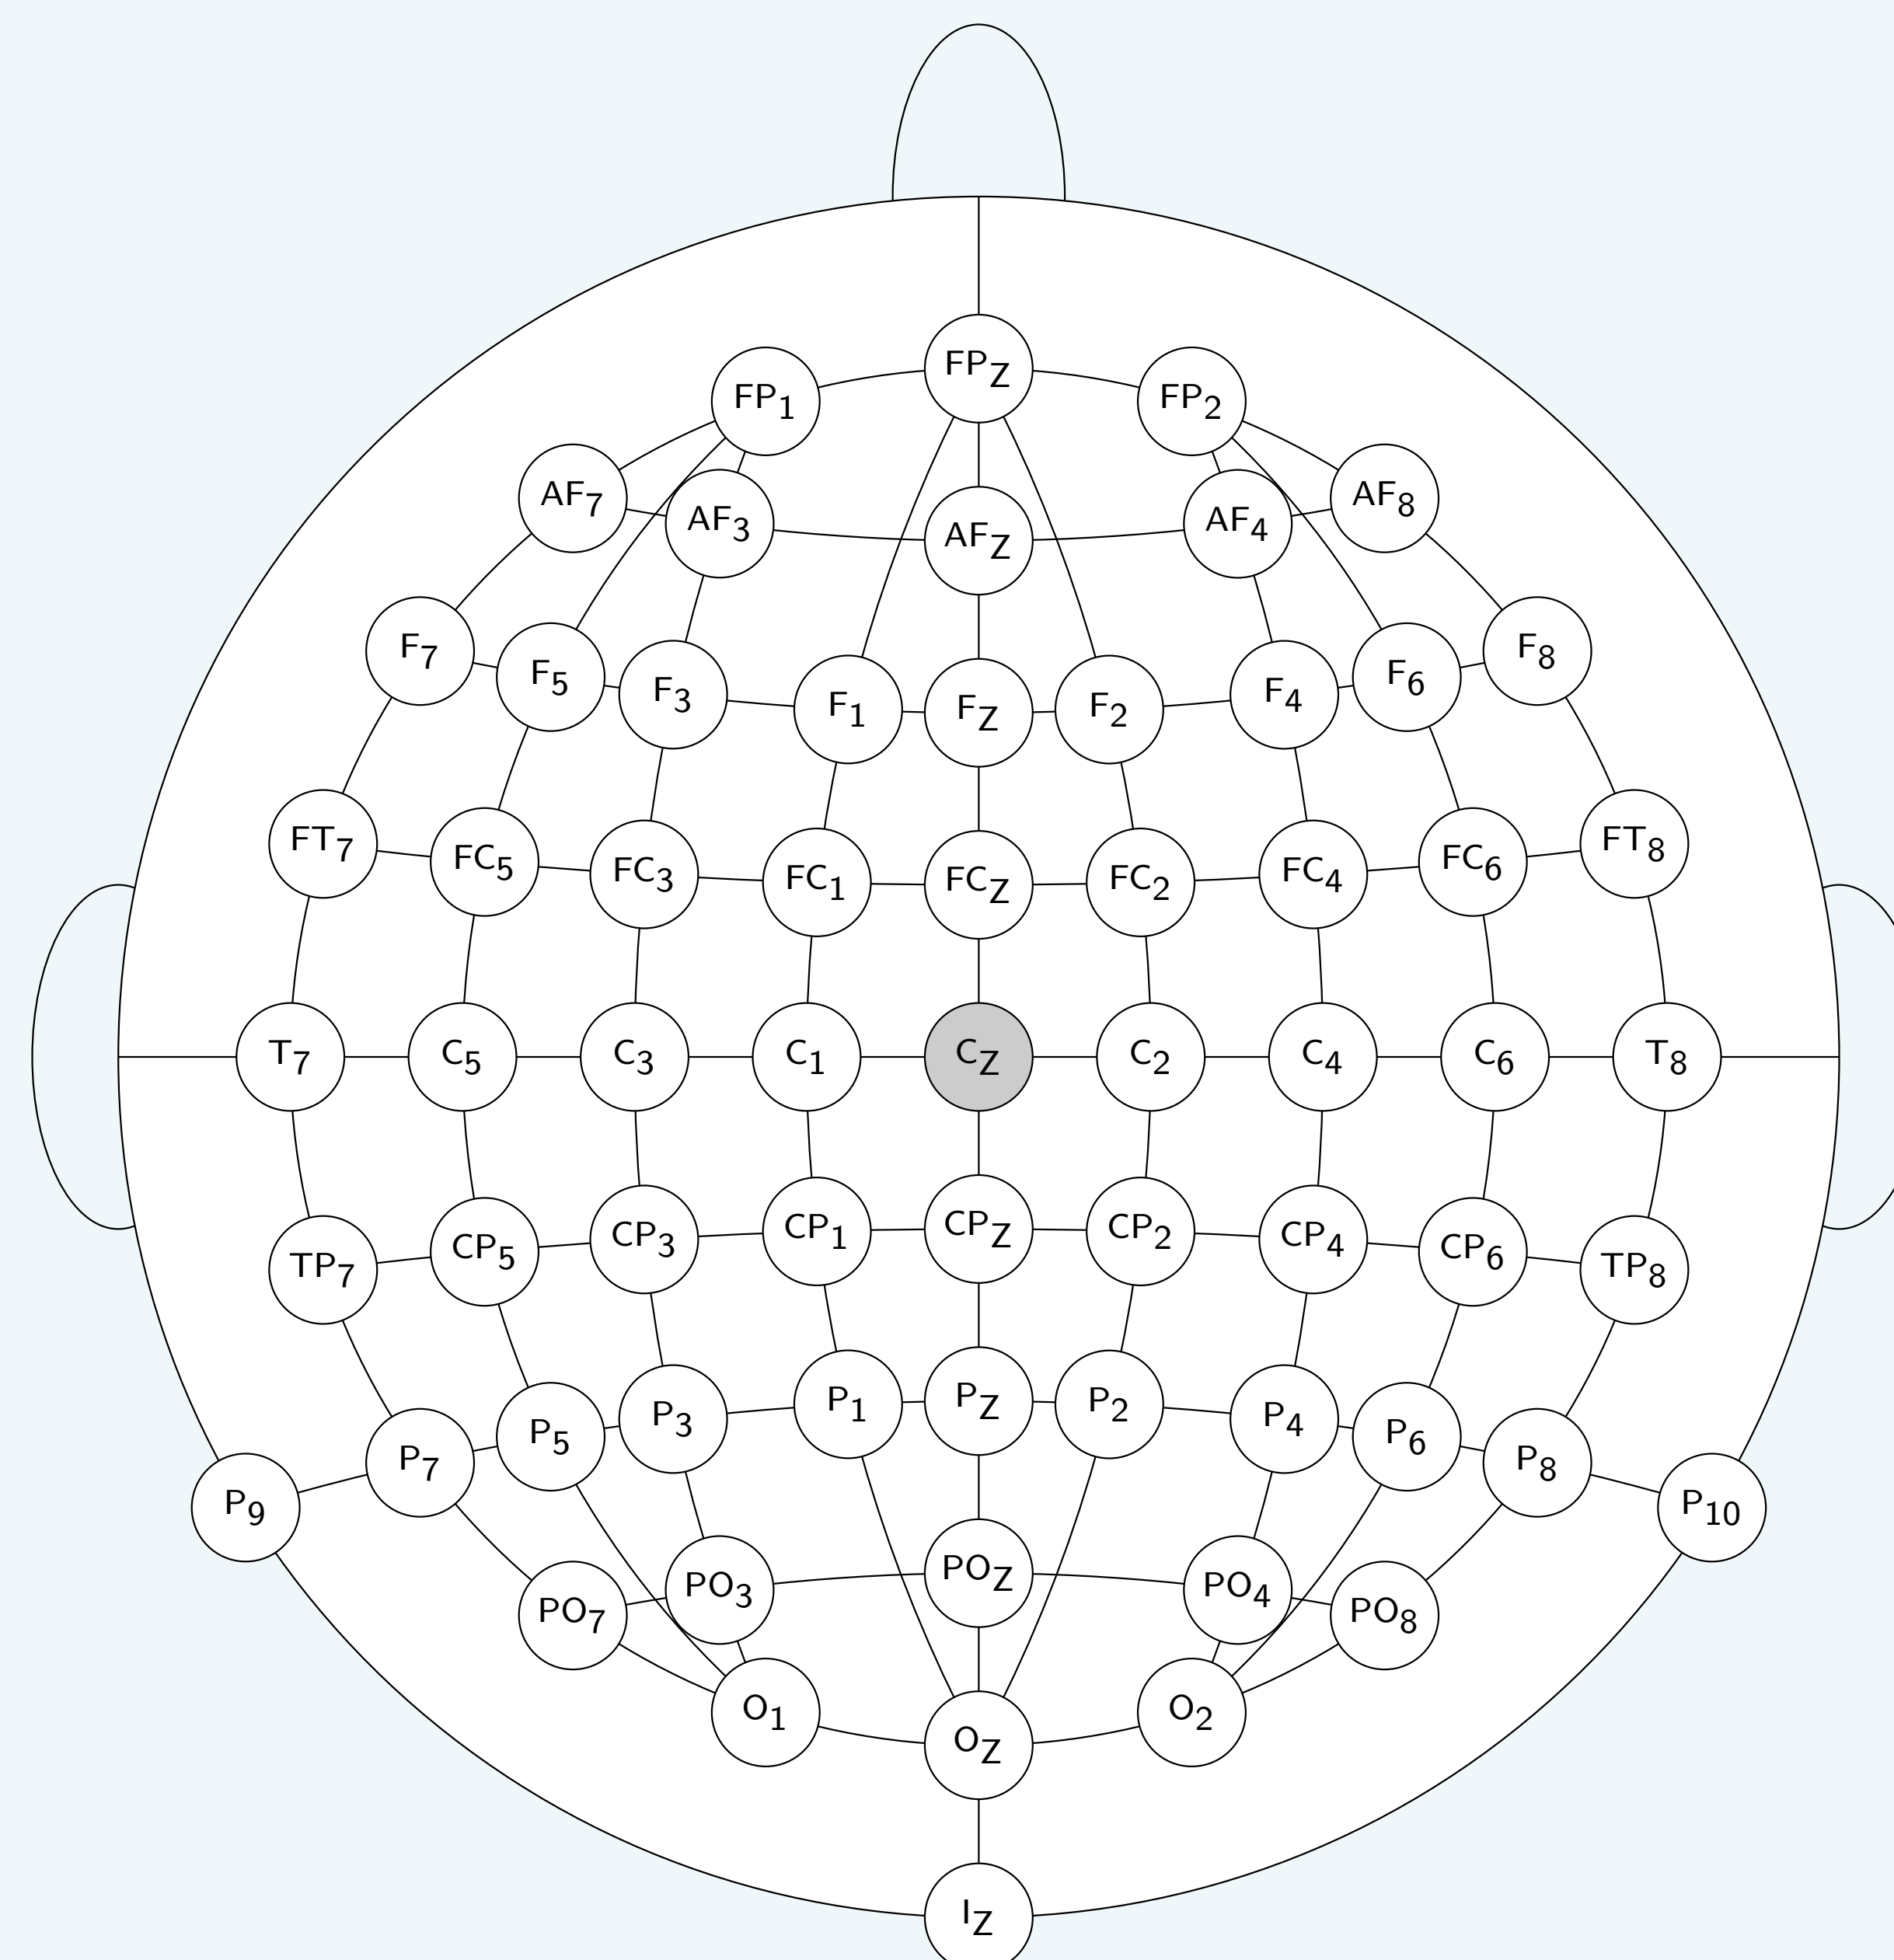 FP1 FPZ FP2
AF7 AF3 AFZ AF4 AF8
F7 F5 F3 F1 FZ F2 F4 F6 F8
FT7 FC5 FC3 FC1 FCZ FC2 FC4 FC6 FT8
T7 C5 C3 C1 CZ C2 C4 C6 T8
TP7 CP5 CP3 CP1 CPZ CP2 CP4 CP6 TP8
P9 P7 P5 P3 P1 PZ P2 P4 P6 P8 P10
PO7 PO3 POZ PO4 PO8
O1 OZ O2
IZ